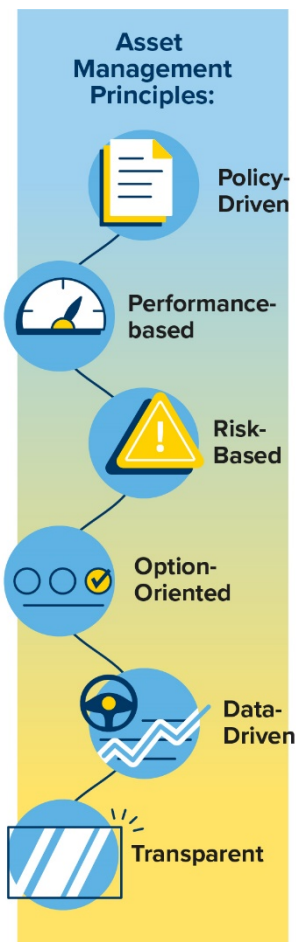 Asset
Management
Principles:
Policy-
Driven
Performance-
based
Risk-
Based
Option-
Oriented
Data-
Driven
Transparent